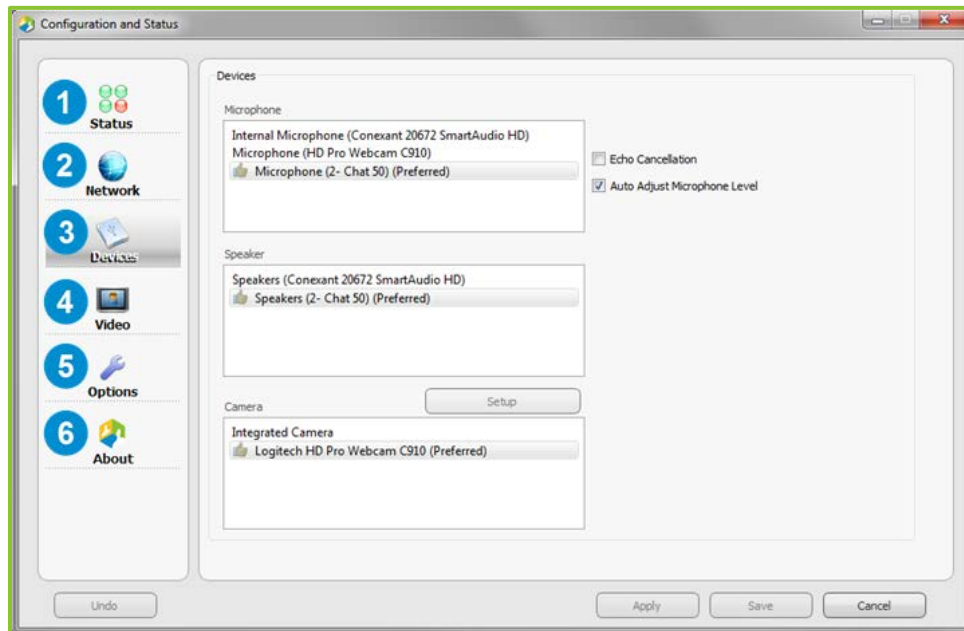 Configuration and Status
1
Status
2
Network
3
Devices
4
Video
5
Options
6
About
Devices
Microphone
Internal Microphone (Conexant 20672 SmartAudio HD)
Microphone (HD Pro Webcam C910)
Microphone (2- Chat 50) (Preferred)
Echo Cancellation
Auto Adjust Microphone Level
Speaker
Speakers (Conexant 20672 SmartAudio HD)
Speakers (2- Chat 50) (Preferred)
Setup
Camera
Integrated Camera
Logitech HD Pro Webcam C910 (Preferred)
Undo
Apply
Save
Cancel